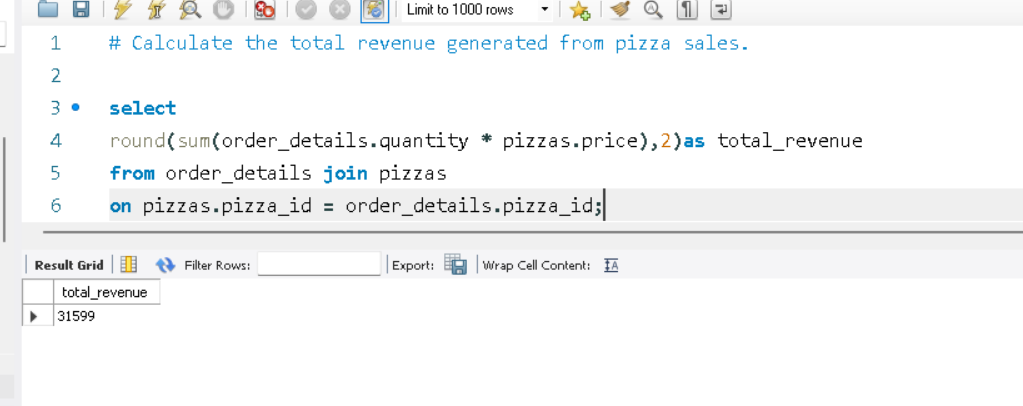 Limit to 1000 rows
1 # Calculate the total revenue generated from pizza sales.
2
3 select
4 round(sum(order_details.quantity * pizzas.price),2)as total_revenue
5 from order_details join pizzas
6 on pizzas.pizza_id = order_details.pizza_id;
Result Grid Filter Rows: Export: Wrap Cell Content:
total_revenue
31599